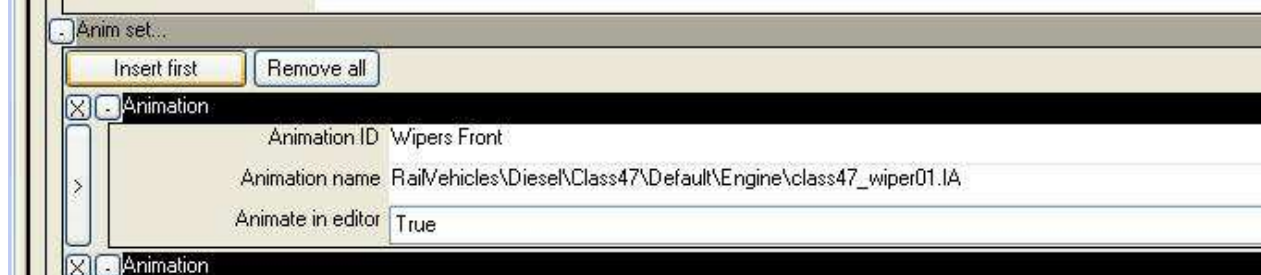 Anim set...
Insert first Remove all
Animation
Animation ID Wipers Front
Animation name RailVehicles\Diesel\Class47\Default\Engine\class47_wiper01.IA
Animate in editor True
Animation